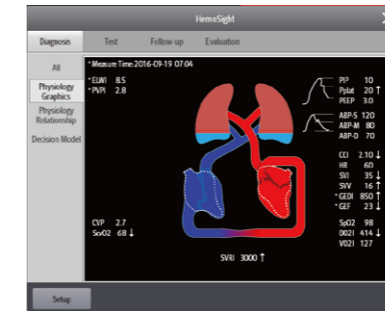 HemoSight
Diagnosis Test Follow-up Evaluation
All
Physiology
Graphics
Physiology
Relationship
Decision Model
*Measure Time:2016-09-19 07:04
*ELWI 8.5
*PVPI 2.8
PIP 10
Pplat 20 ↑
PEEP 3.0
ABP-S 120
ABP-M 80
ABP-D 70
CCI 2.10 ↓
HR 60
SVI 35 ↓
SVV 16 ↑
*GEDI 850 ↑
*GEF 23 ↓
CVP 2.7
ScvO2 68 ↓
SpO2 98
DO2I 414 ↓
VO2I 127
SVRI 3000 ↑
Setup